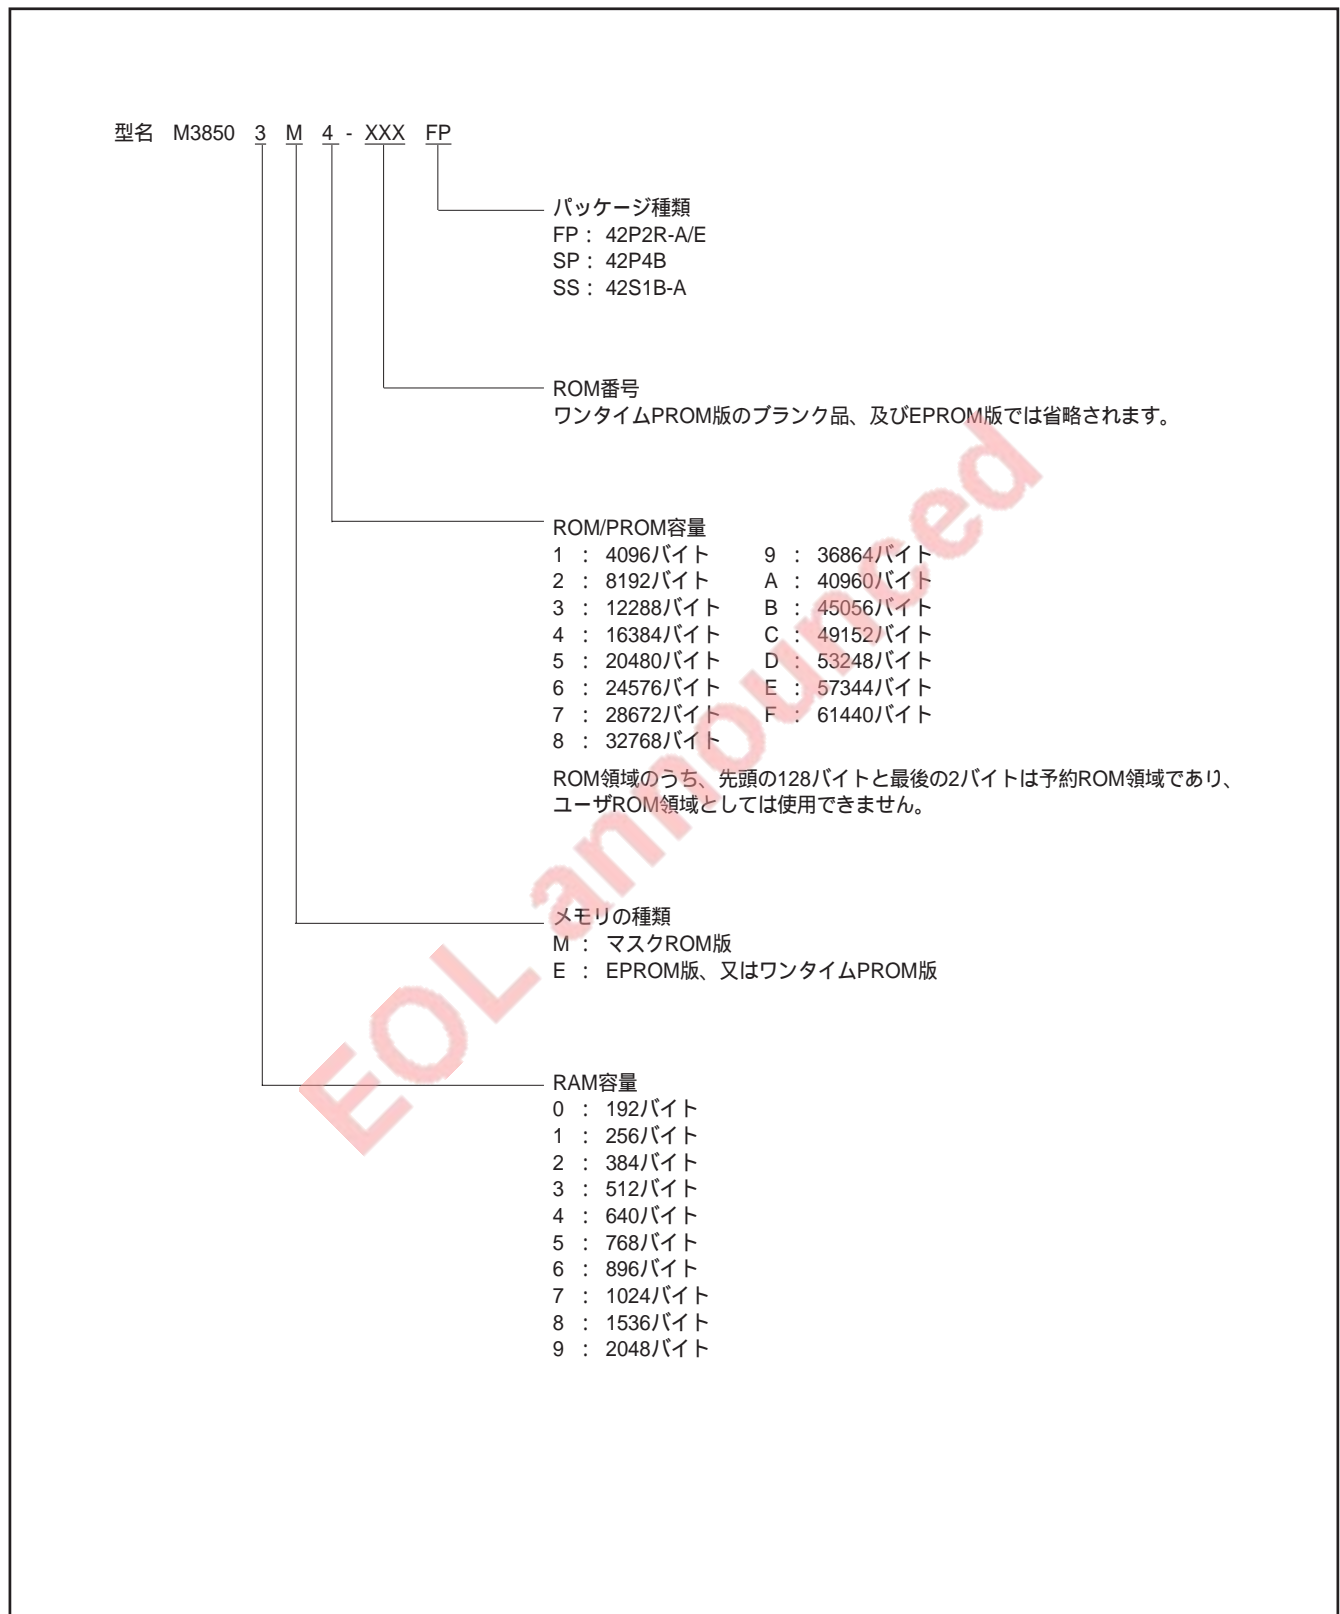 型名 M3850 3 M 4 - XXX FP
パッケージ種類
FP : 42P2R-A/E
SP : 42P4B
SS : 42S1B-A
ROM番号
ワンタイムPROM版のブランク品、及びEPROM版では省略されます。
ROM/PROM容量
1 : 4096バイト 9 : 36864バイト
2 : 8192バイト A : 40960バイト
3 : 12288バイト B : 45056バイト
4 : 16384バイト C : 49152バイト
5 : 20480バイト D : 53248バイト
6 : 24576バイト E : 57344バイト
7 : 28672バイト F : 61440バイト
8 : 32768バイト
ROM領域のうち、先頭の128バイトと最後の2バイトは予約ROM領域であり、
ユーザROM領域としては使用できません。
メモリの種類
M : マスクROM版
E : EPROM版、又はワンタイムPROM版
RAM容量
0 : 192バイト
1 : 256バイト
2 : 384バイト
3 : 512バイト
4 : 640バイト
5 : 768バイト
6 : 896バイト
7 : 1024バイト
8 : 1536バイト
9 : 2048バイト
EOL announced